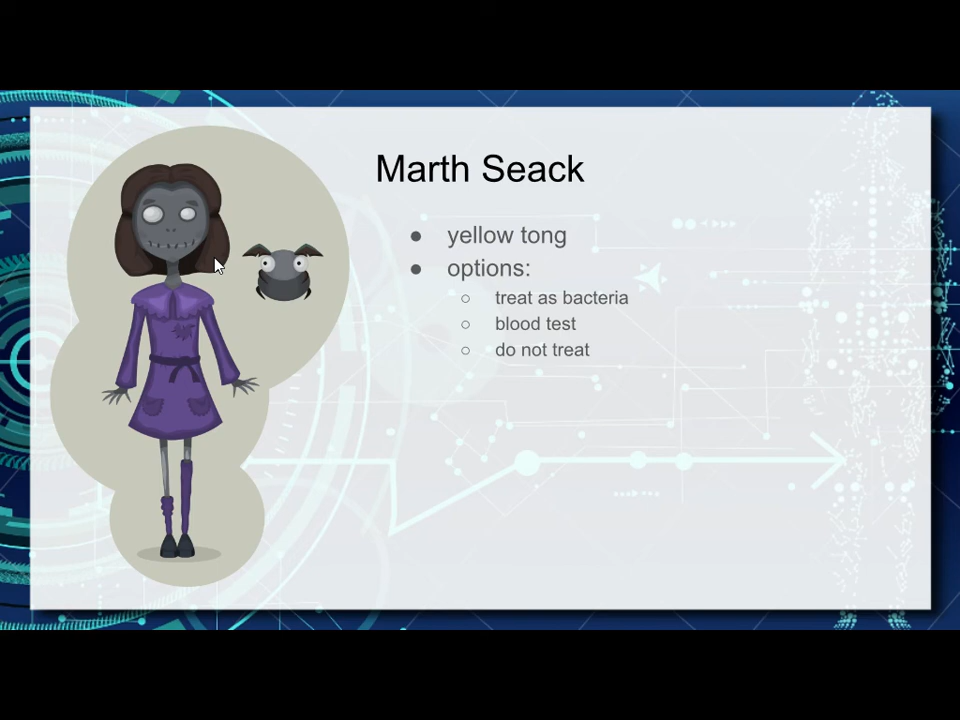 Marth Seack
● yellow tong
● options:
○ treat as bacteria
○ blood test
○ do not treat